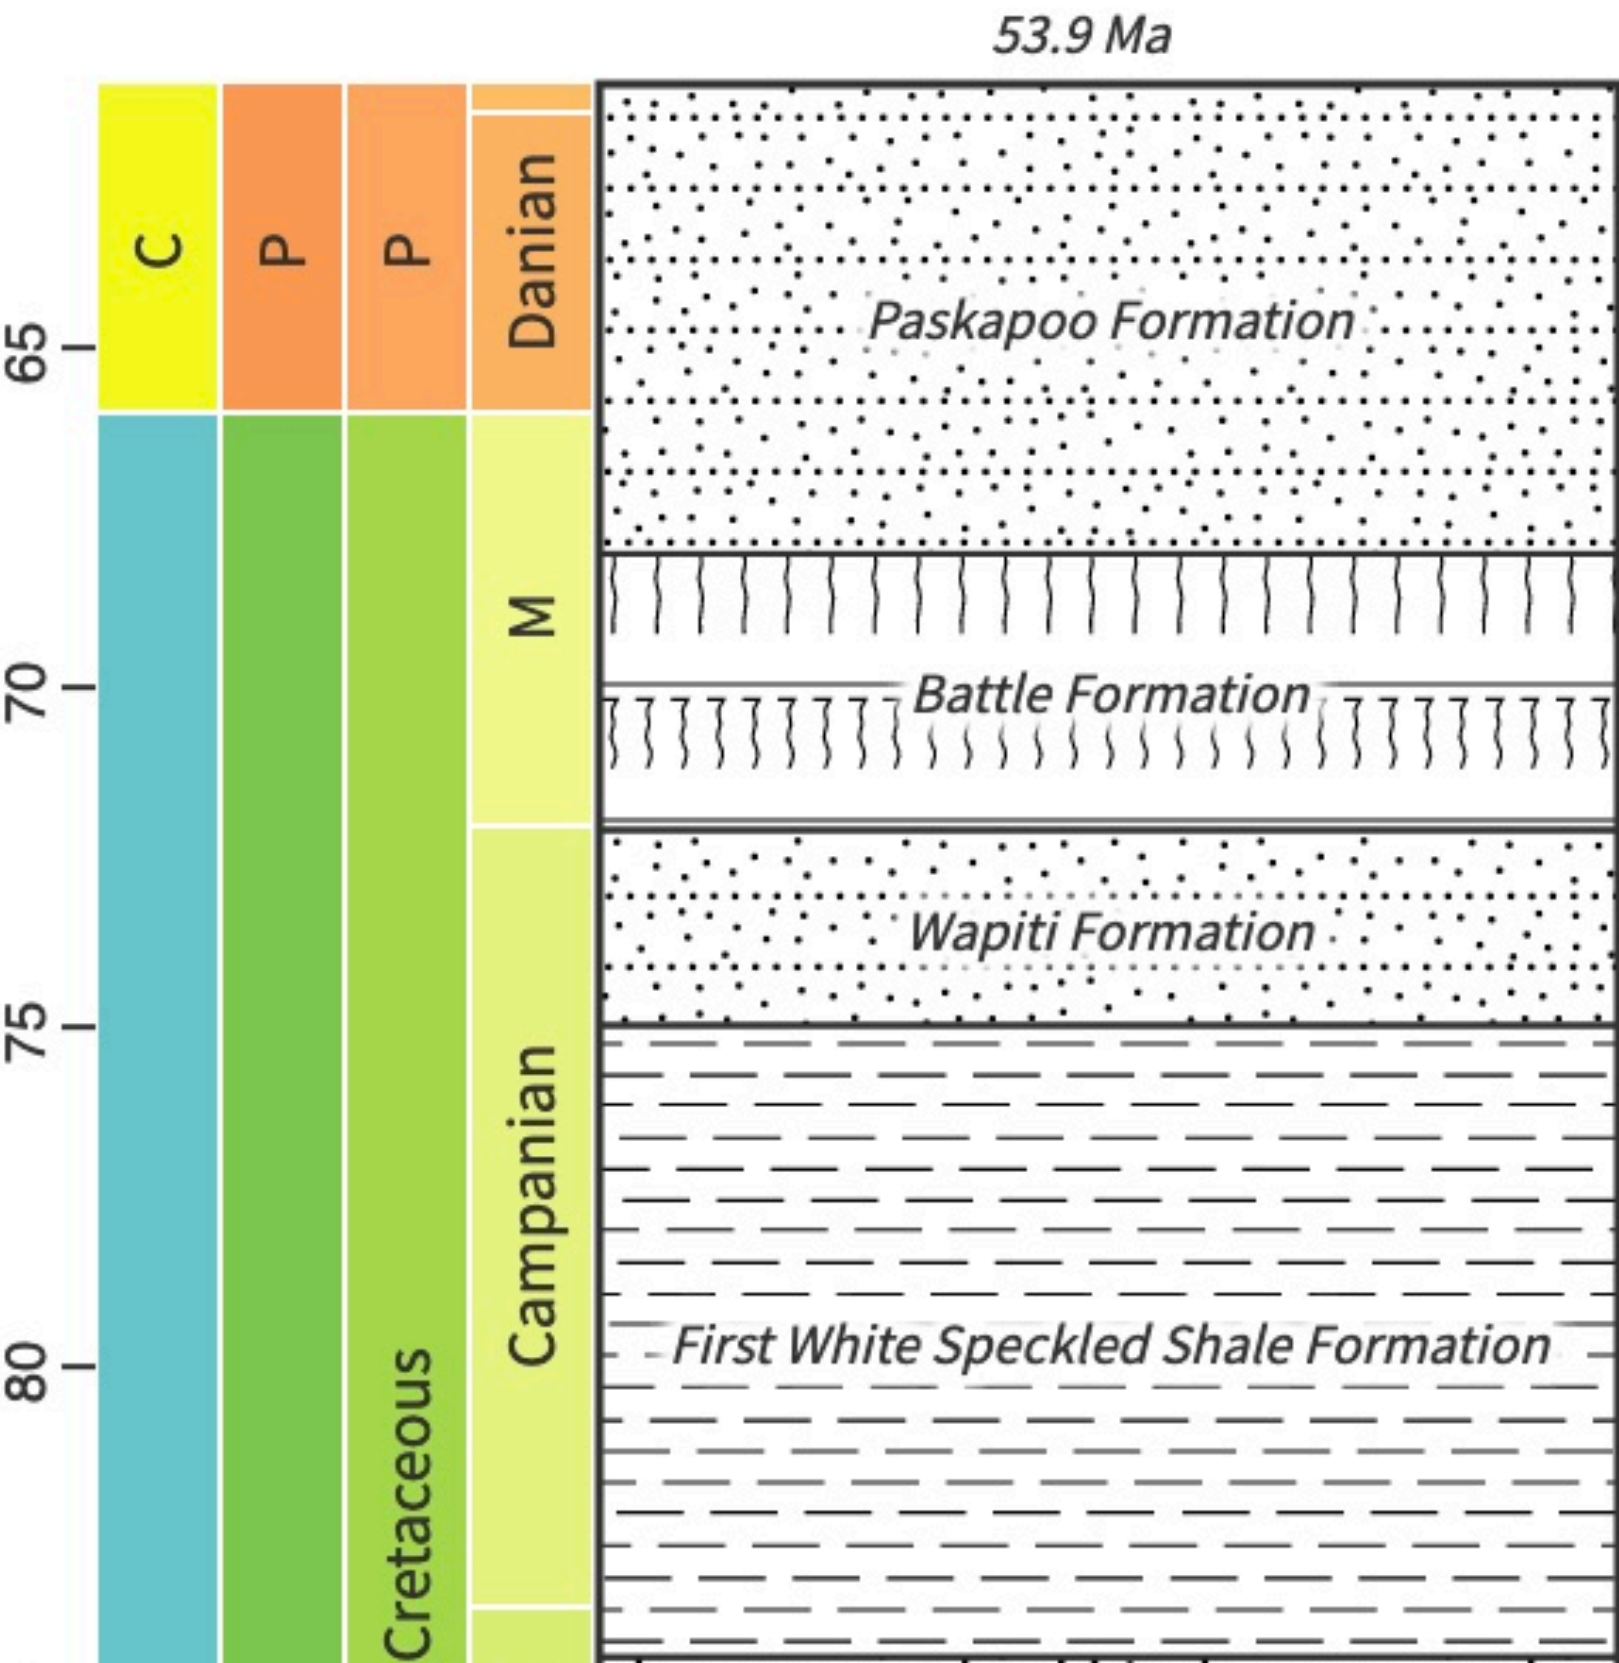 53.9 Ma
C
P
P
Danian
65
Paskapoo Formation
M
70
Battle Formation
Wapiti Formation
75
Campanian
80
First White Speckled Shale Formation
Cretaceous